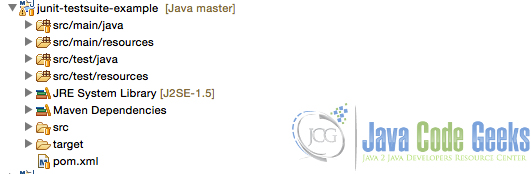 junit-testsuite-example [Java master]
src/main/java
src/main/resources
src/test/java
src/test/resources
JRE System Library [J2SE-1.5]
Maven Dependencies
src
target
pom.xml
JCG
Java Code Geeks
JAVA 2 JAVA DEVELOPERS RESOURCE CENTER